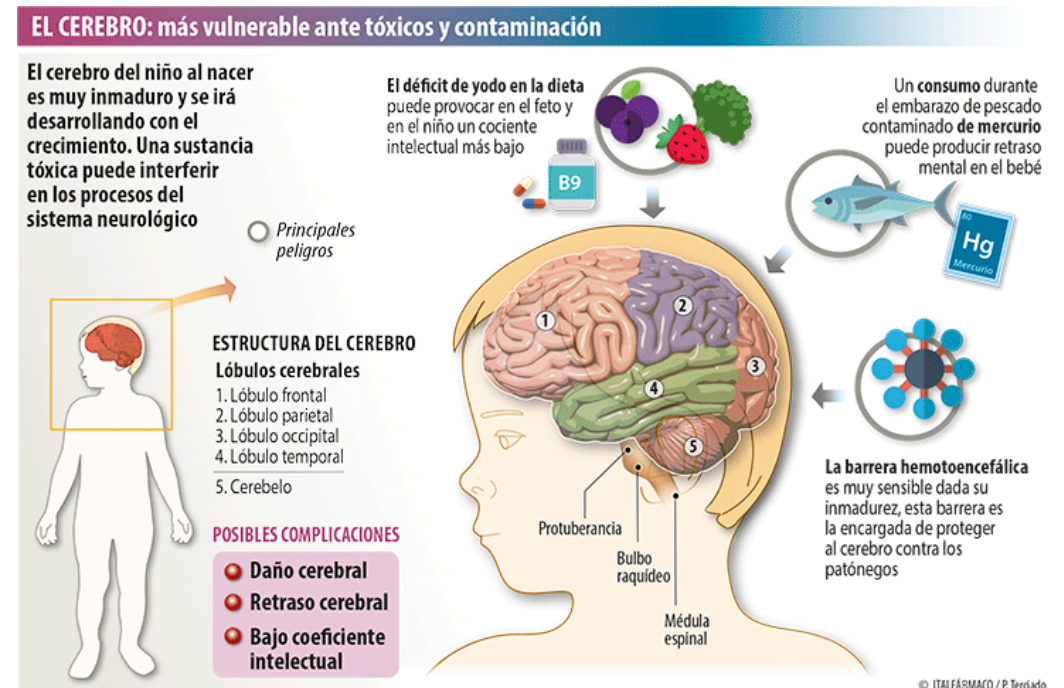 EL CEREBRO: más vulnerable ante tóxicos y contaminación
El cerebro del niño al nacer
es muy inmaduro y se irá
desarrollando con el
crecimiento. Una sustancia
tóxica puede interferir
en los procesos del
sistema neurológico
Principales
peligros
El déficit de yodo en la dieta
puede provocar en el feto y
en el niño un cociente
intelectual más bajo
B9
Un consumo durante
el embarazo de pescado
contaminado de mercurio
puede producir retraso
mental en el bebé
80
Hg
Mercurio
ESTRUCTURA DEL CEREBRO
Lóbulos cerebrales
1. Lóbulo frontal
2. Lóbulo parietal
3. Lóbulo occipital
4. Lóbulo temporal
5. Cerebelo
1
2
3
4
5
Protuberancia
Bulbo
raquídeo
Médula
espinal
La barrera hemotoencefálica
es muy sensible dada su
inmadurez, esta barrera es
la encargada de proteger
al cerebro contra los
patónegos
POSIBLES COMPLICACIONES
Daño cerebral
Retraso cerebral
Bajo coeficiente
intelectual
© ITALFÁRMACO / P. Terriado